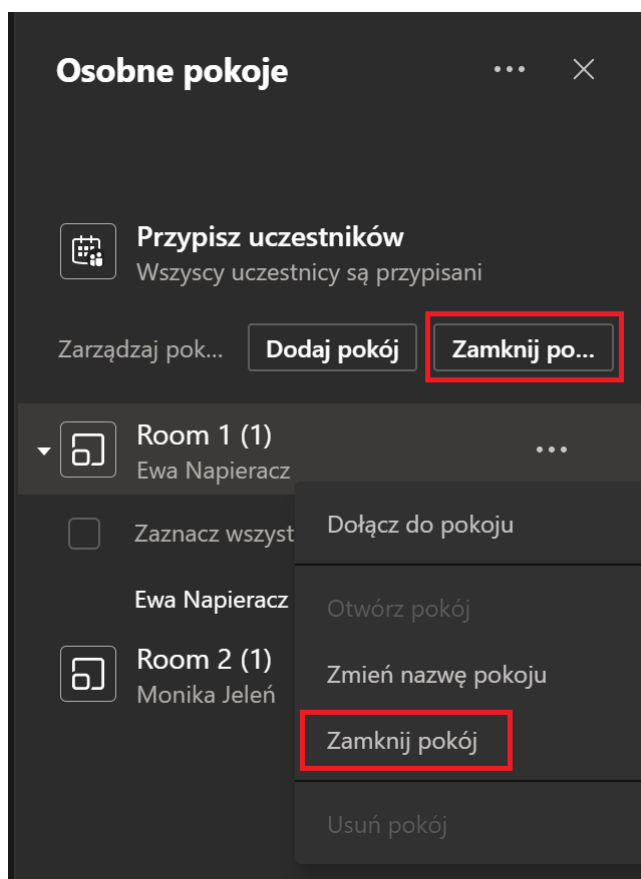 Osobne pokoje
Przypisz uczestników
Wszyscy uczestnicy są przypisani
Zarządzaj pok... Dodaj pokój Zamknij po...
Room 1 (1)
Ewa Napieracz
Dołącz do pokoju
Zaznacz wszyst
Ewa Napieracz
Otwórz pokój
Room 2 (1)
Zmień nazwę pokoju
Monika Jeleń
Zamknij pokój
Usuń pokój